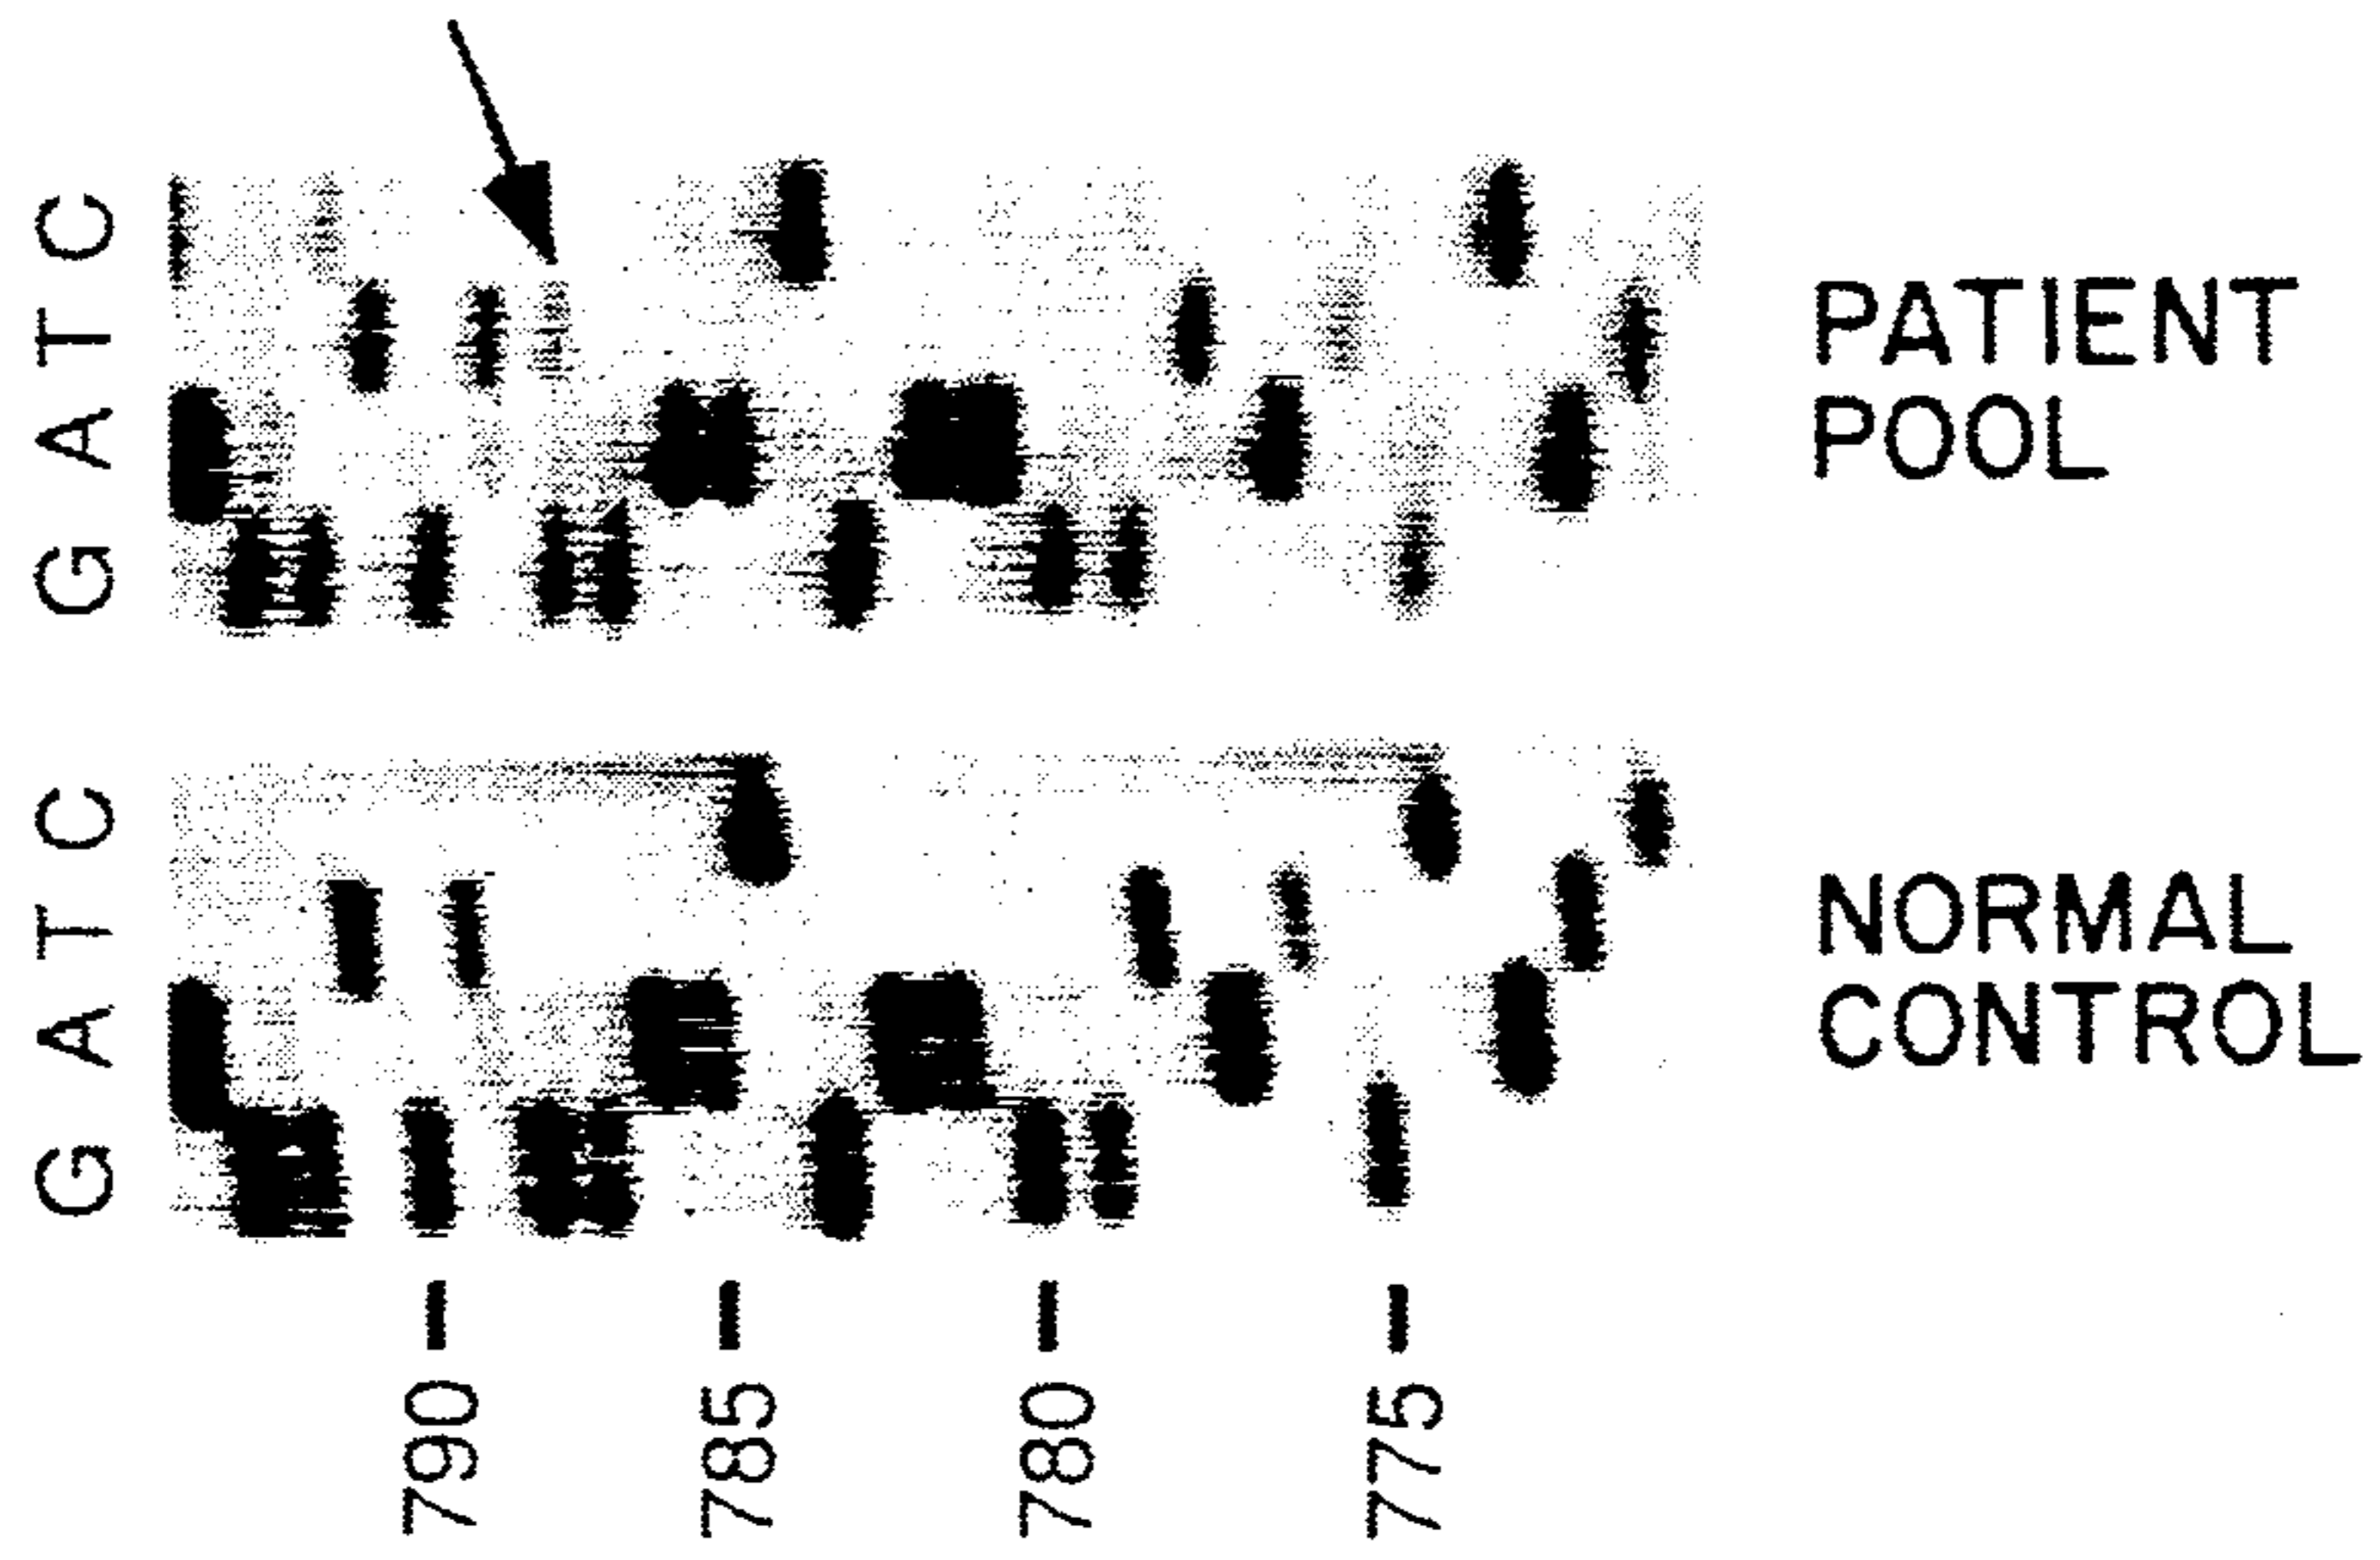 G A T C
PATIENT
POOL
G A T C
NORMAL
CONTROL
790
785
780
775